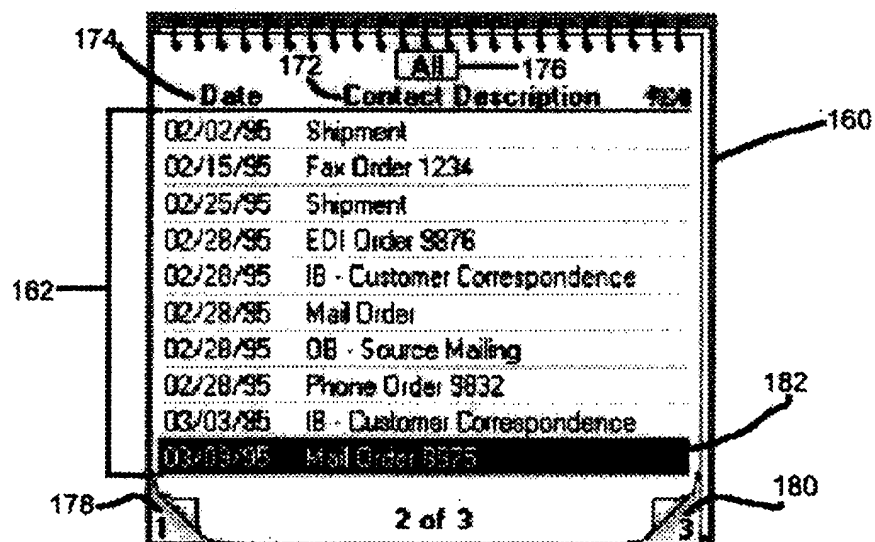 174
172
All
176
Date Contact Description
160
02/02/95 Shipment
02/15/95 Fax Order 1234
02/25/95 Shipment
02/28/95 EDI Order 9876
02/28/95 IB - Customer Correspondence
162
02/28/95 Mail Order
02/28/95 OB - Source Mailing
02/28/95 Phone Order 9832
182
03/03/95 IB - Customer Correspondence
03/03/95 Mail Order
178
180
1
2 of 3
3